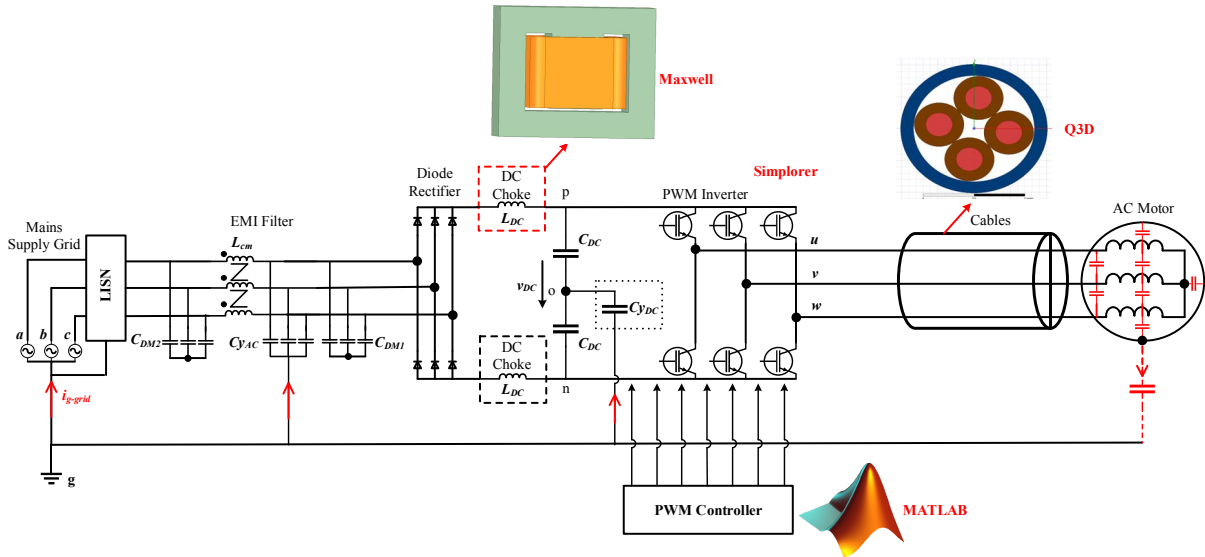 Maxwell
Q3D
Simplorer
Diode
Rectifier
DC
Choke
L_DC
p
PWM Inverter
Cables
AC Motor
Mains
Supply Grid
EMI Filter
L_cm
LISN
C_DC
v_DC
o
Cy_DC
u
v
w
a
b
c
C_DM2
Cy_AC
C_DM1
C_DC
DC
Choke
L_DC
n
i_g-grid
g
PWM Controller
MATLAB